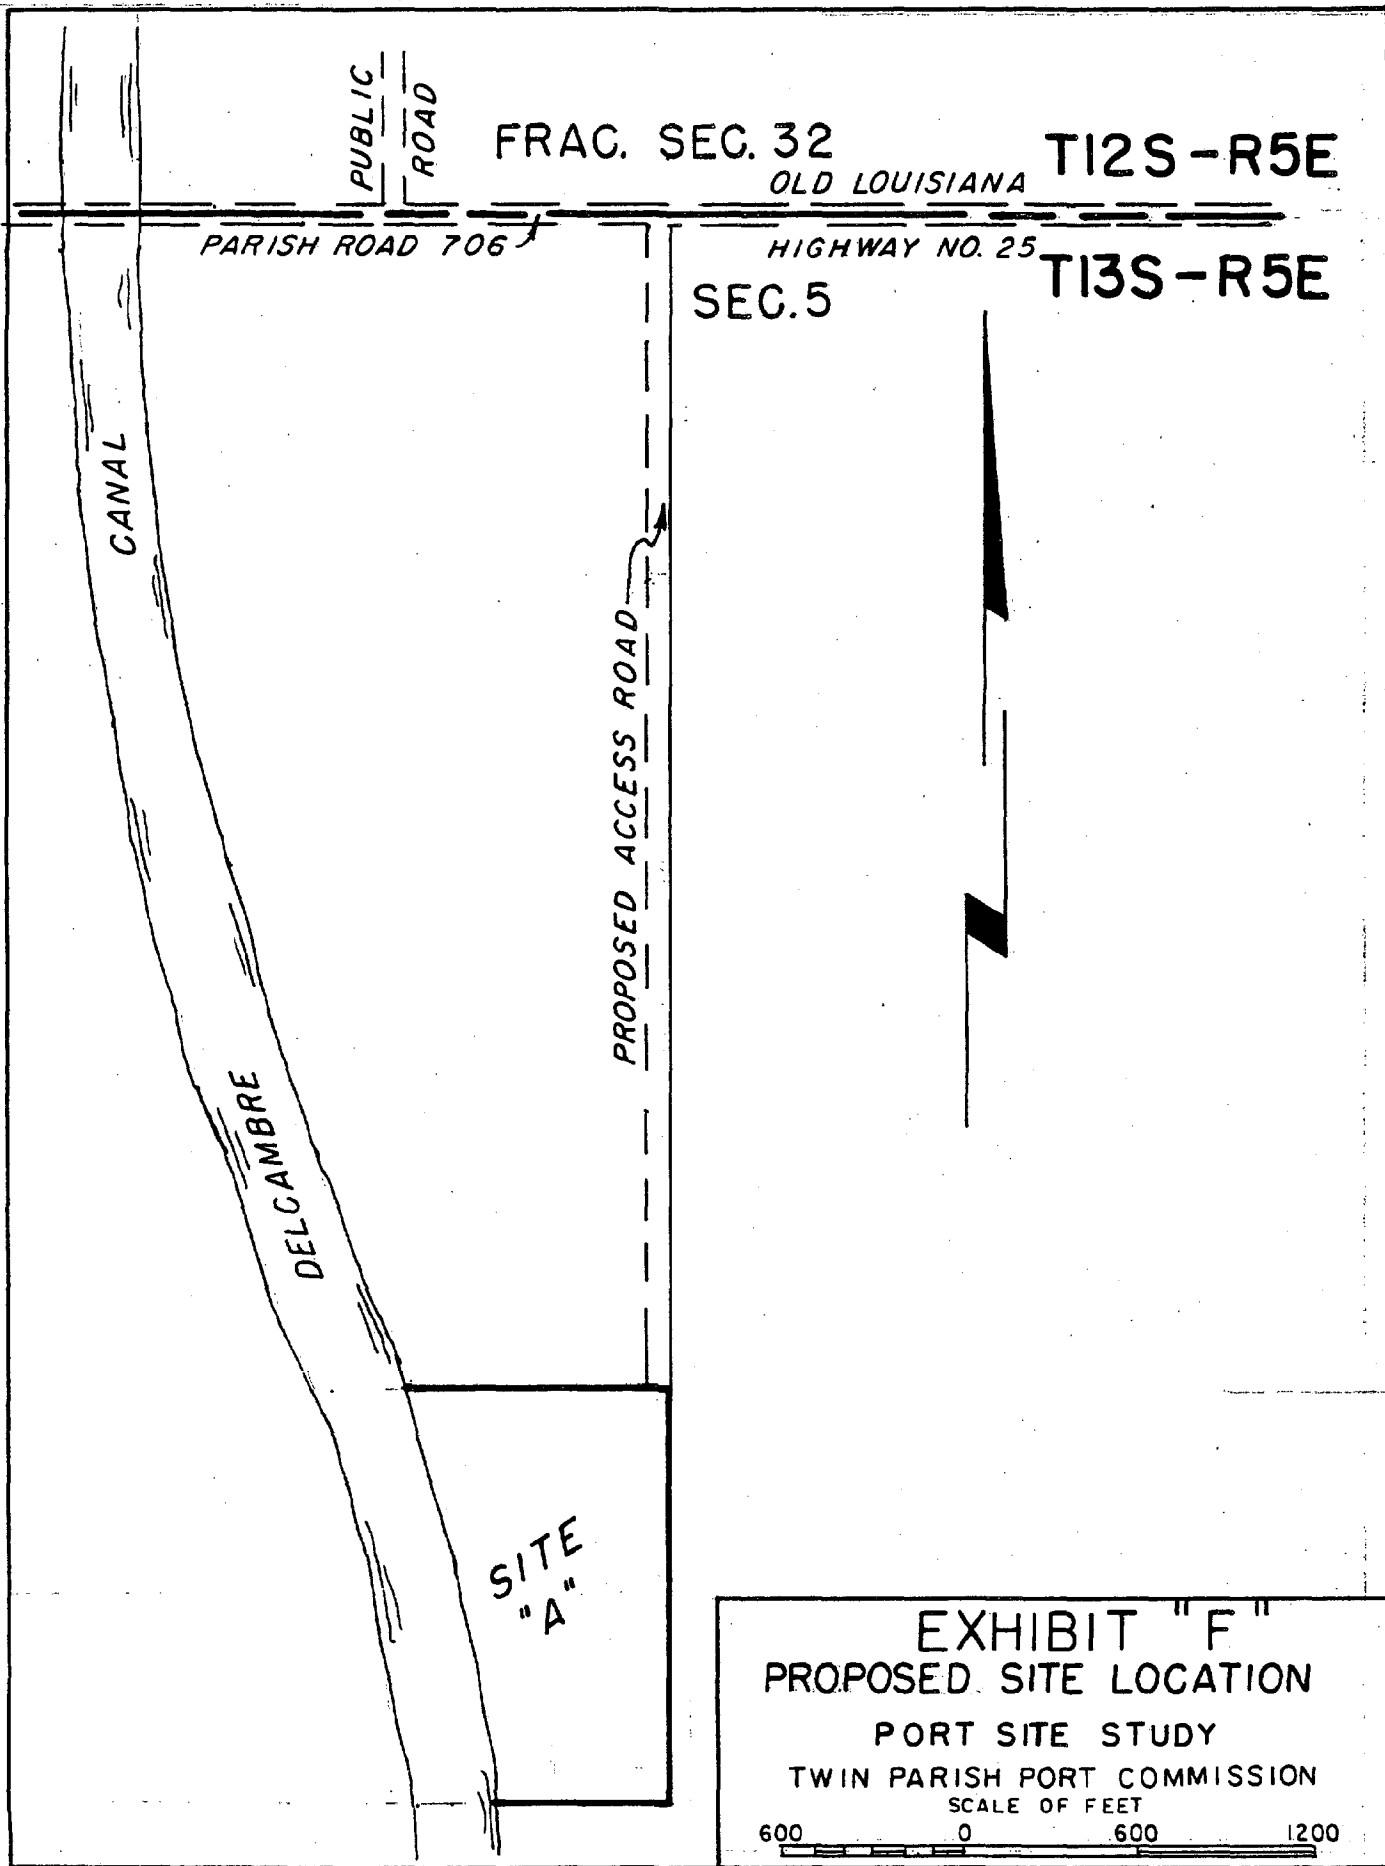 PUBLIC
ROAD
FRAC. SEC. 32
T12S-R5E
OLD LOUISIANA
PARISH ROAD 706
HIGHWAY NO. 25
T13S-R5E
SEC. 5
CANAL
PROPOSED ACCESS ROAD
DELCAMBRE
SITE
"A"
EXHIBIT "F"
PROPOSED SITE LOCATION
PORT SITE STUDY
TWIN PARISH PORT COMMISSION
SCALE OF FEET
600 0 600 1200